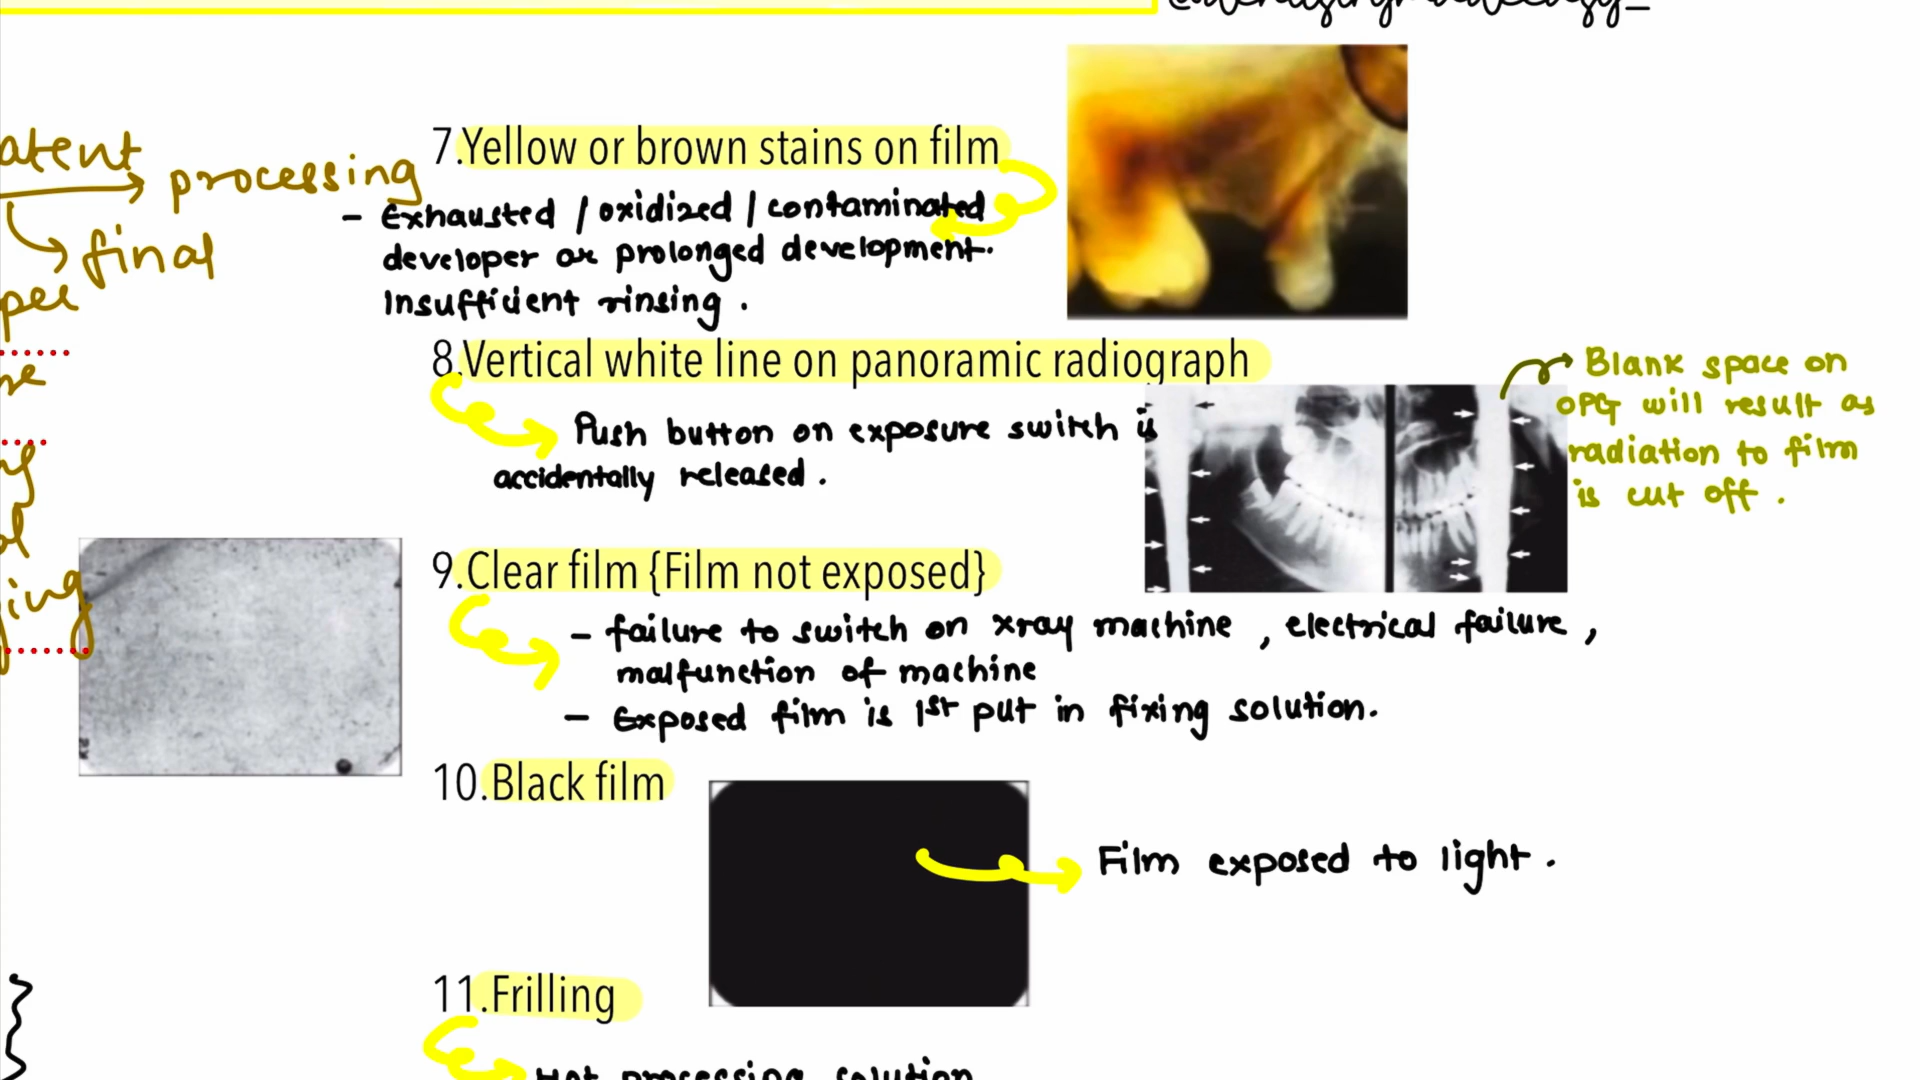 7.Yellow or brown stains on film
- Exhausted / oxidized / contaminated
developer or prolonged development.
Insufficient rinsing .
8.Vertical white line on panoramic radiograph
Push button on exposure switch is
accidentally released .
Blank space on
OPG will result as
radiation to film
is cut off .
9.Clear film {Film not exposed}
- failure to switch on xray machine , electrical failure ,
malfunction of machine
- Exposed film is 1st put in fixing solution.
10.Black film
Film exposed to light .
11.Frilling
Hot processing solution
processing
final